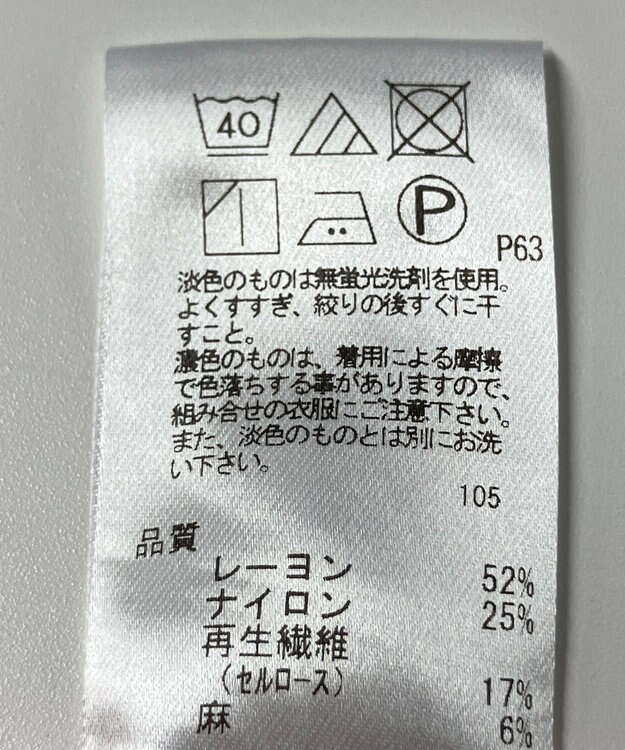 40
P
P63
淡色のものは無蛍光洗剤を使用。
よくすすぎ、絞りの後すぐに干
すこと。
濃色のものは、着用による摩擦
で色落ちする事がありますので、
組み合せの衣服にご注意下さい。
また、淡色のものとは別にお洗
い下さい。
105
品質
レーヨン 52%
ナイロン 25%
再生繊維
(セルロース) 17%
麻 6%